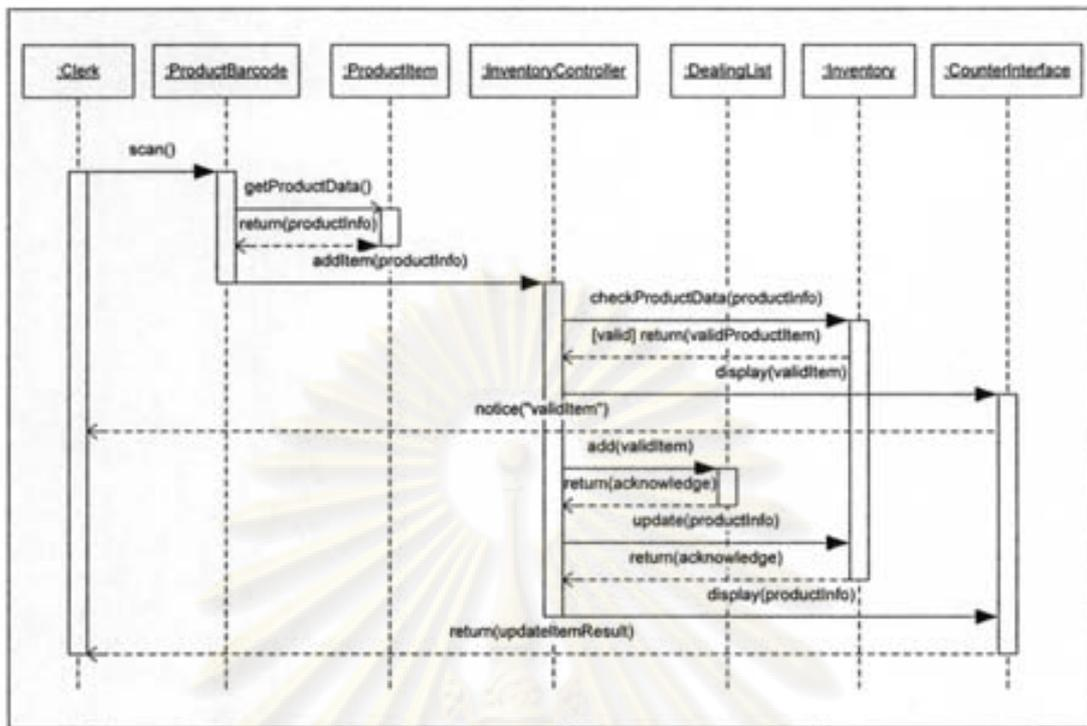 :Clerk
:ProductBarcode
:ProductItem
:InventoryController
:DealingList
:Inventory
:CounterInterface
scan()
getProductData()
return(productInfo)
addItem(productInfo)
checkProductData(productInfo)
[valid] return(validProductItem)
display(validItem)
notice("validItem")
add(validItem)
return(acknowledge)
update(productInfo)
return(acknowledge)
display(productInfo)
return(updateItemResult)